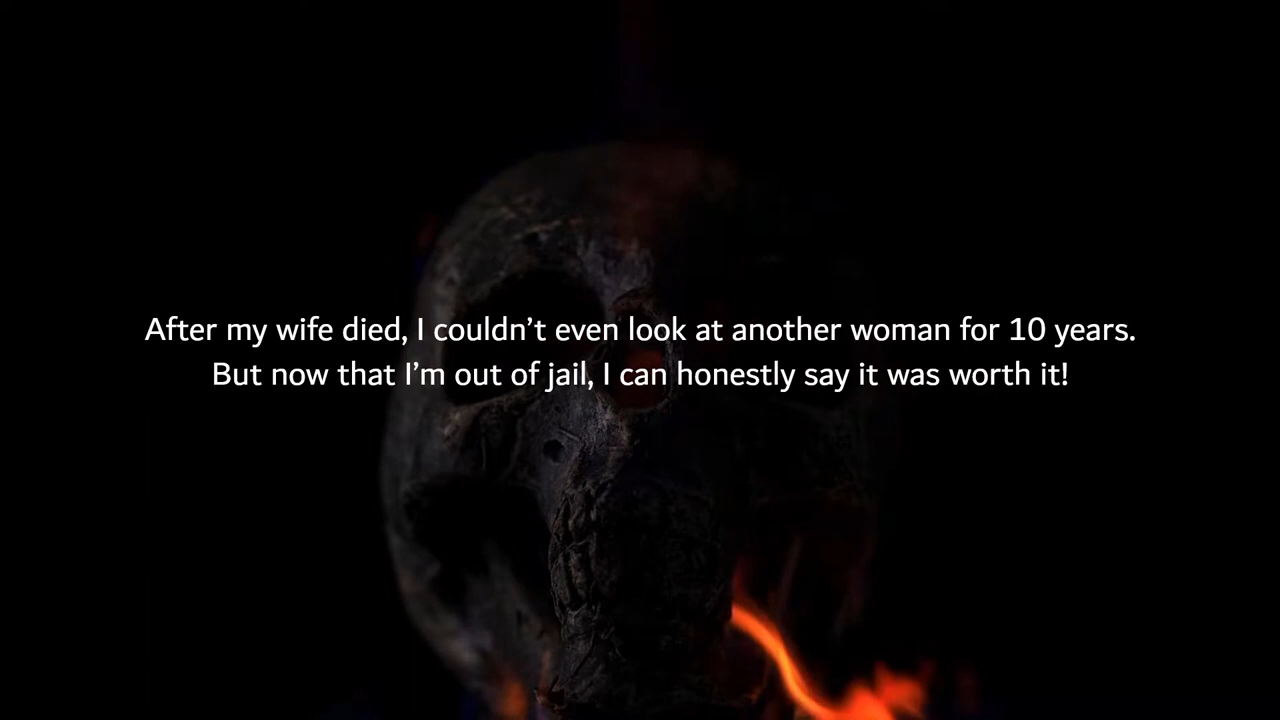 After my wife died, I couldn’t even look at another woman for 10 years.
But now that I’m out of jail, I can honestly say it was worth it!